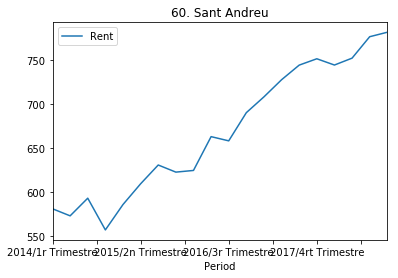 60. Sant Andreu
Rent
750
700
650
600
550
2014/1r Trimestre 2015/2n Trimestre 2016/3r Trimestre 2017/4rt Trimestre
Period